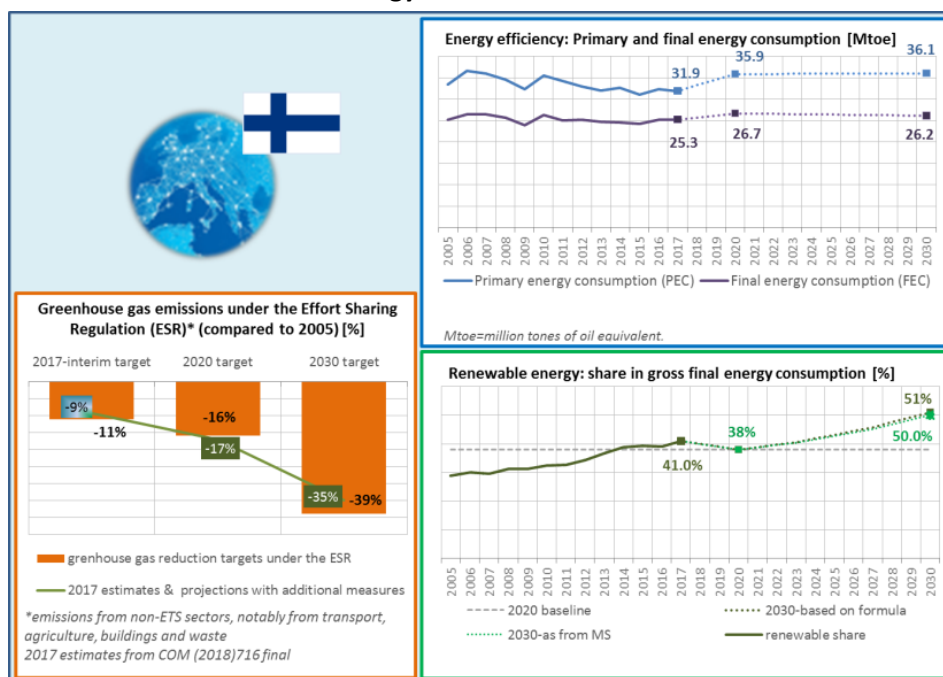 Energy efficiency: Primary and final energy consumption [Mtoe]
35.9
36.1
31.9
25.3
26.7
26.2
2005 2006 2007 2008 2009 2010 2011 2012 2013 2014 2015 2016 2017 2018 2019 2020 2021 2022 2023 2024 2025 2026 2027 2028 2029 2030
Primary energy consumption (PEC)
Final energy consumption (FEC)
Mtoe=million tones of oil equivalent.
Greenhouse gas emissions under the Effort Sharing
Regulation (ESR)* (compared to 2005) [%]
2017-interim target
2020 target
2030 target
-9%
-11%
-16%
-17%
-35%
-39%
grenhouse gas reduction targets under the ESR
2017 estimates & projections with additional measures
*emissions from non-ETS sectors, notably from transport,
agriculture, buildings and waste
2017 estimates from COM (2018)716 final
Renewable energy: share in gross final energy consumption [%]
51%
38%
50.0%
41.0%
2005 2006 2007 2008 2009 2010 2011 2012 2013 2014 2015 2016 2017 2018 2019 2020 2021 2022 2023 2024 2025 2026 2027 2028 2029 2030
2020 baseline
2030-based on formula
2030-as from MS
renewable share